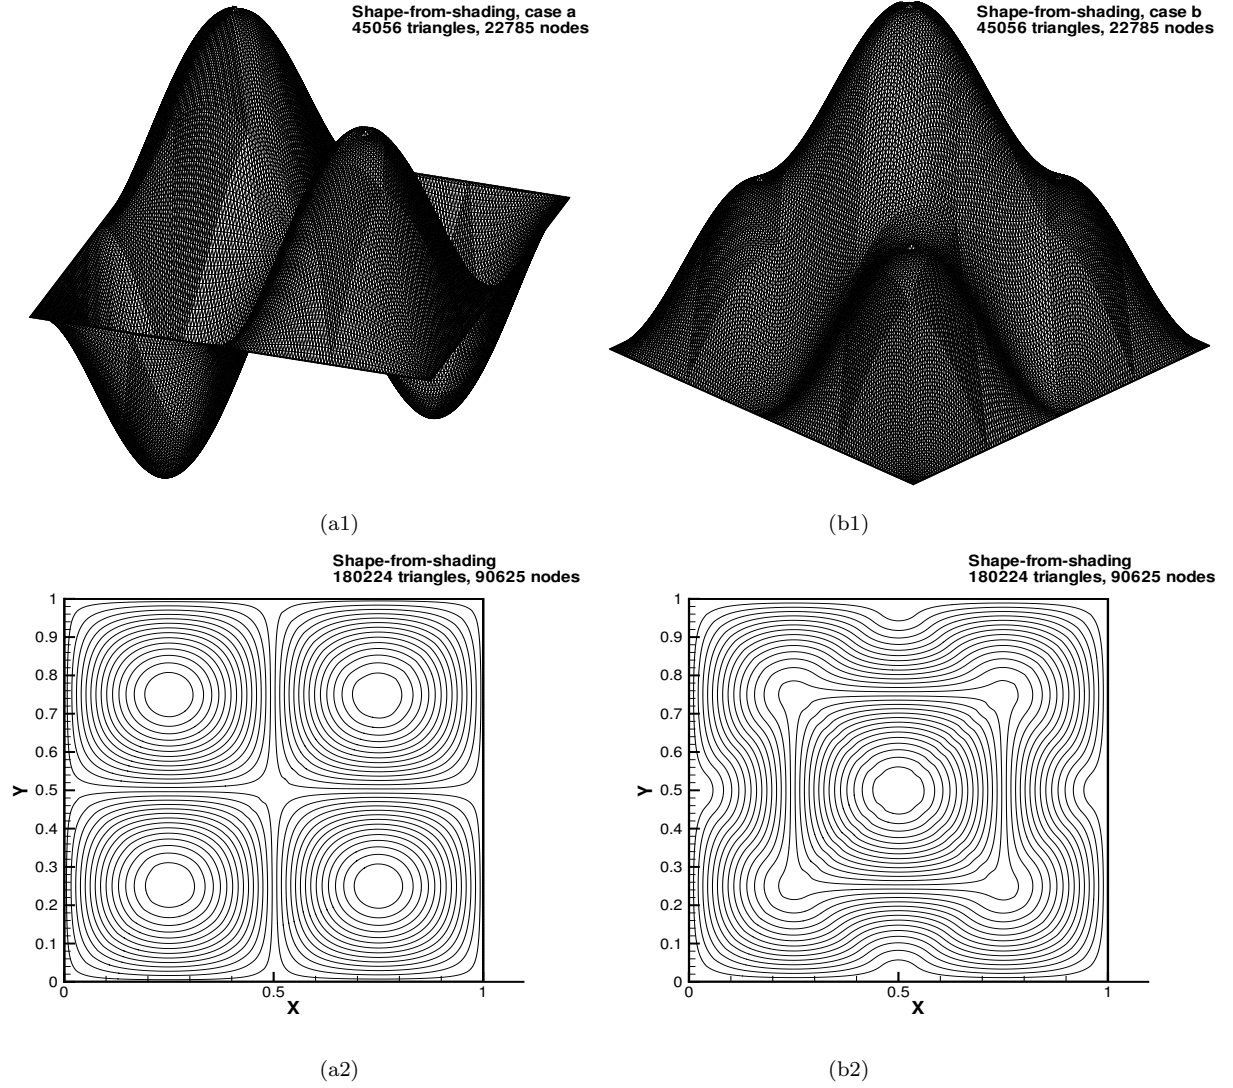 Shape-from-shading, case a
45056 triangles, 22785 nodes
Shape-from-shading, case b
45056 triangles, 22785 nodes
(a1)
(b1)
Shape-from-shading
180224 triangles, 90625 nodes
1
0.9
0.8
0.7
0.6
0.5
0.4
0.3
0.2
0.1
0
Y
0
0.5
1
X
Shape-from-shading
180224 triangles, 90625 nodes
1
0.9
0.8
0.7
0.6
0.5
0.4
0.3
0.2
0.1
0
Y
0
0.5
1
X
(a2)
(b2)